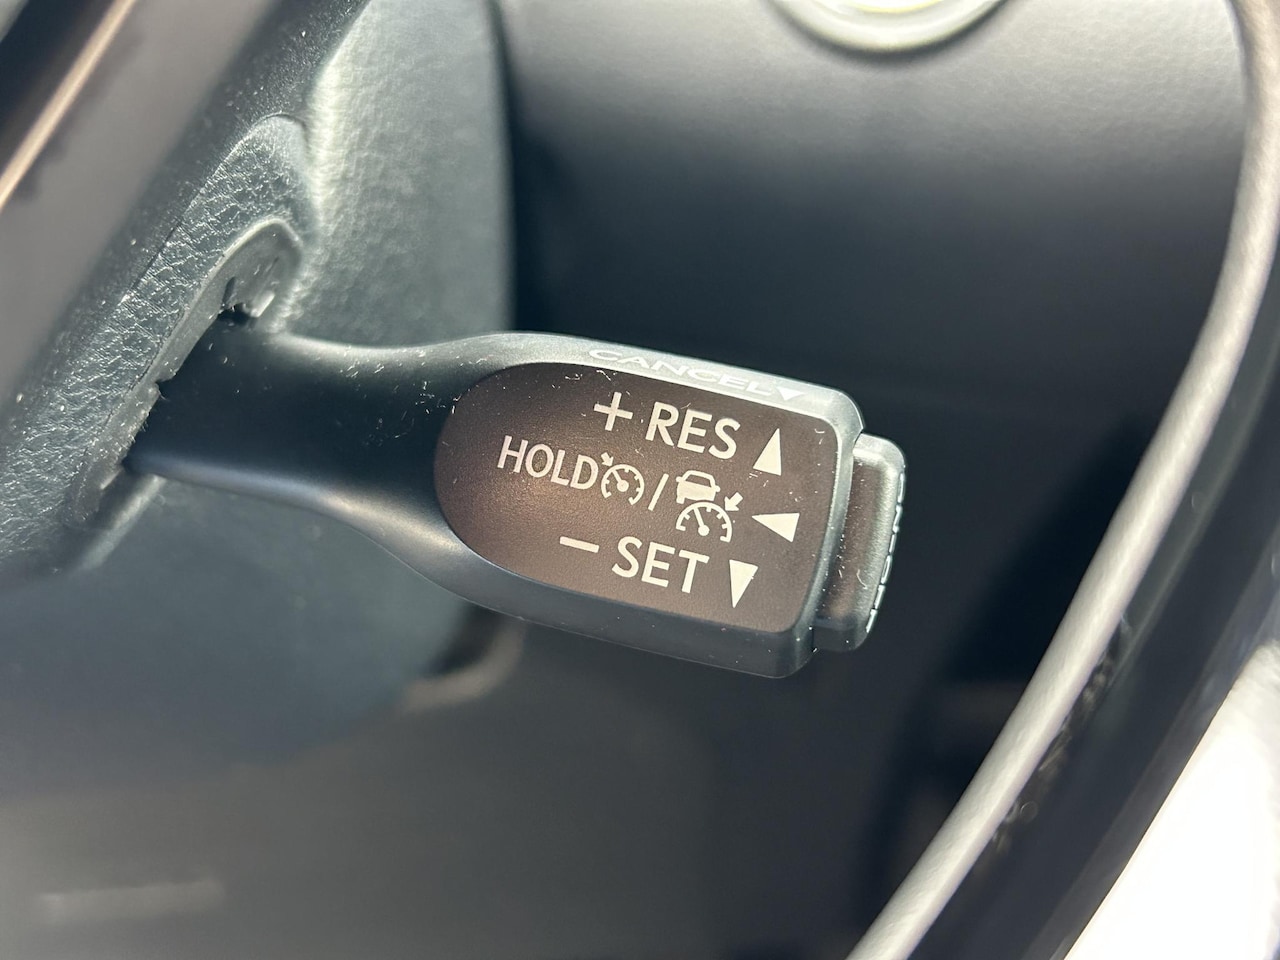 CANCEL
+ RES
HOLD /
− SET